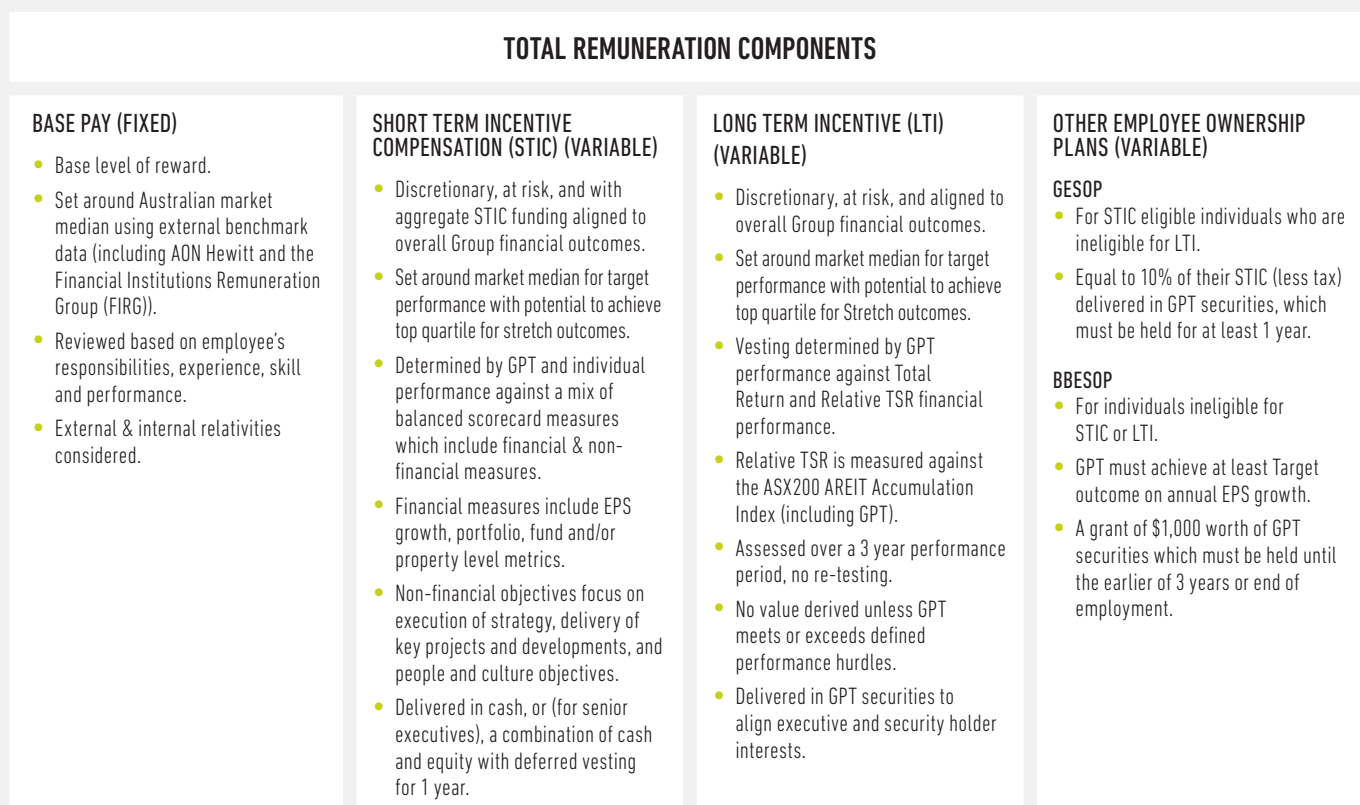 TOTAL REMUNERATION COMPONENTS
BASE PAY (FIXED)
• Base level of reward.
• Set around Australian market
median using external benchmark
data (including AON Hewitt and the
Financial Institutions Remuneration
Group (FIRG)).
• Reviewed based on employee's
responsibilities, experience, skill
and performance.
• External & internal relativities
considered.
SHORT TERM INCENTIVE
COMPENSATION (STIC) (VARIABLE)
• Discretionary, at risk, and with
aggregate STIC funding aligned to
overall Group financial outcomes.
• Set around market median for target
performance with potential to achieve
top quartile for stretch outcomes.
• Determined by GPT and individual
performance against a mix of
balanced scorecard measures
which include financial & non-
financial measures.
• Financial measures include EPS
growth, portfolio, fund and/or
property level metrics.
• Non-financial objectives focus on
execution of strategy, delivery of
key projects and developments, and
people and culture objectives.
• Delivered in cash, or (for senior
executives), a combination of cash
and equity with deferred vesting
for 1 year.
LONG TERM INCENTIVE (LTI)
(VARIABLE)
• Discretionary, at risk, and aligned to
overall Group financial outcomes.
• Set around market median for target
performance with potential to achieve
top quartile for Stretch outcomes.
• Vesting determined by GPT
performance against Total
Return and Relative TSR financial
performance.
• Relative TSR is measured against
the ASX200 AREIT Accumulation
Index (including GPT).
• Assessed over a 3 year performance
period, no re-testing.
• No value derived unless GPT
meets or exceeds defined
performance hurdles.
• Delivered in GPT securities to
align executive and security holder
interests.
OTHER EMPLOYEE OWNERSHIP
PLANS (VARIABLE)
GESOP
• For STIC eligible individuals who are
ineligible for LTI.
• Equal to 10% of their STIC (less tax)
delivered in GPT securities, which
must be held for at least 1 year.
BBESOP
• For individuals ineligible for
STIC or LTI.
• GPT must achieve at least Target
outcome on annual EPS growth.
• A grant of $1,000 worth of GPT
securities which must be held until
the earlier of 3 years or end of
employment.